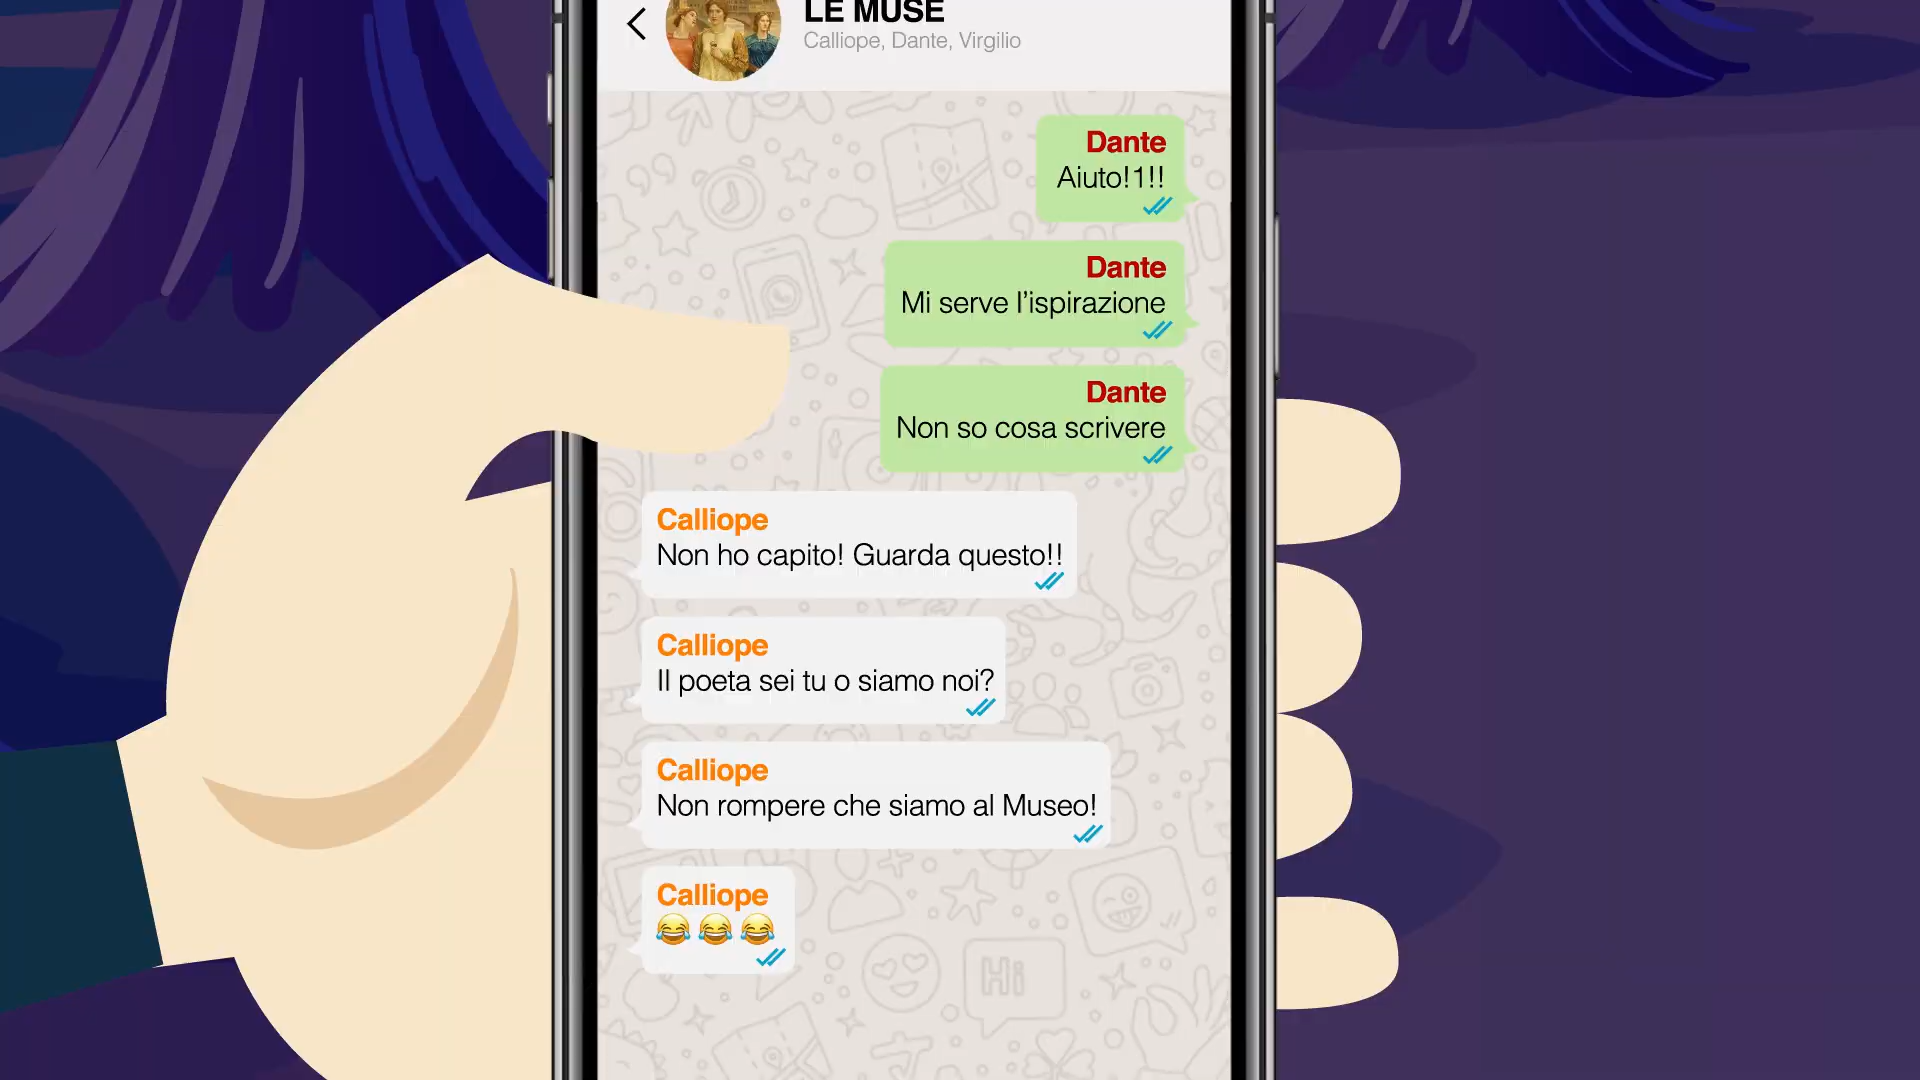 LE MUSE
Calliope, Dante, Virgilio
Dante
Aiuto!1!!
Dante
Mi serve l’ispirazione
Dante
Non so cosa scrivere
Calliope
Non ho capito! Guarda questo!!
Calliope
Il poeta sei tu o siamo noi?
Calliope
Non rompere che siamo al Museo!
Calliope
😂 😂 😂
Hi